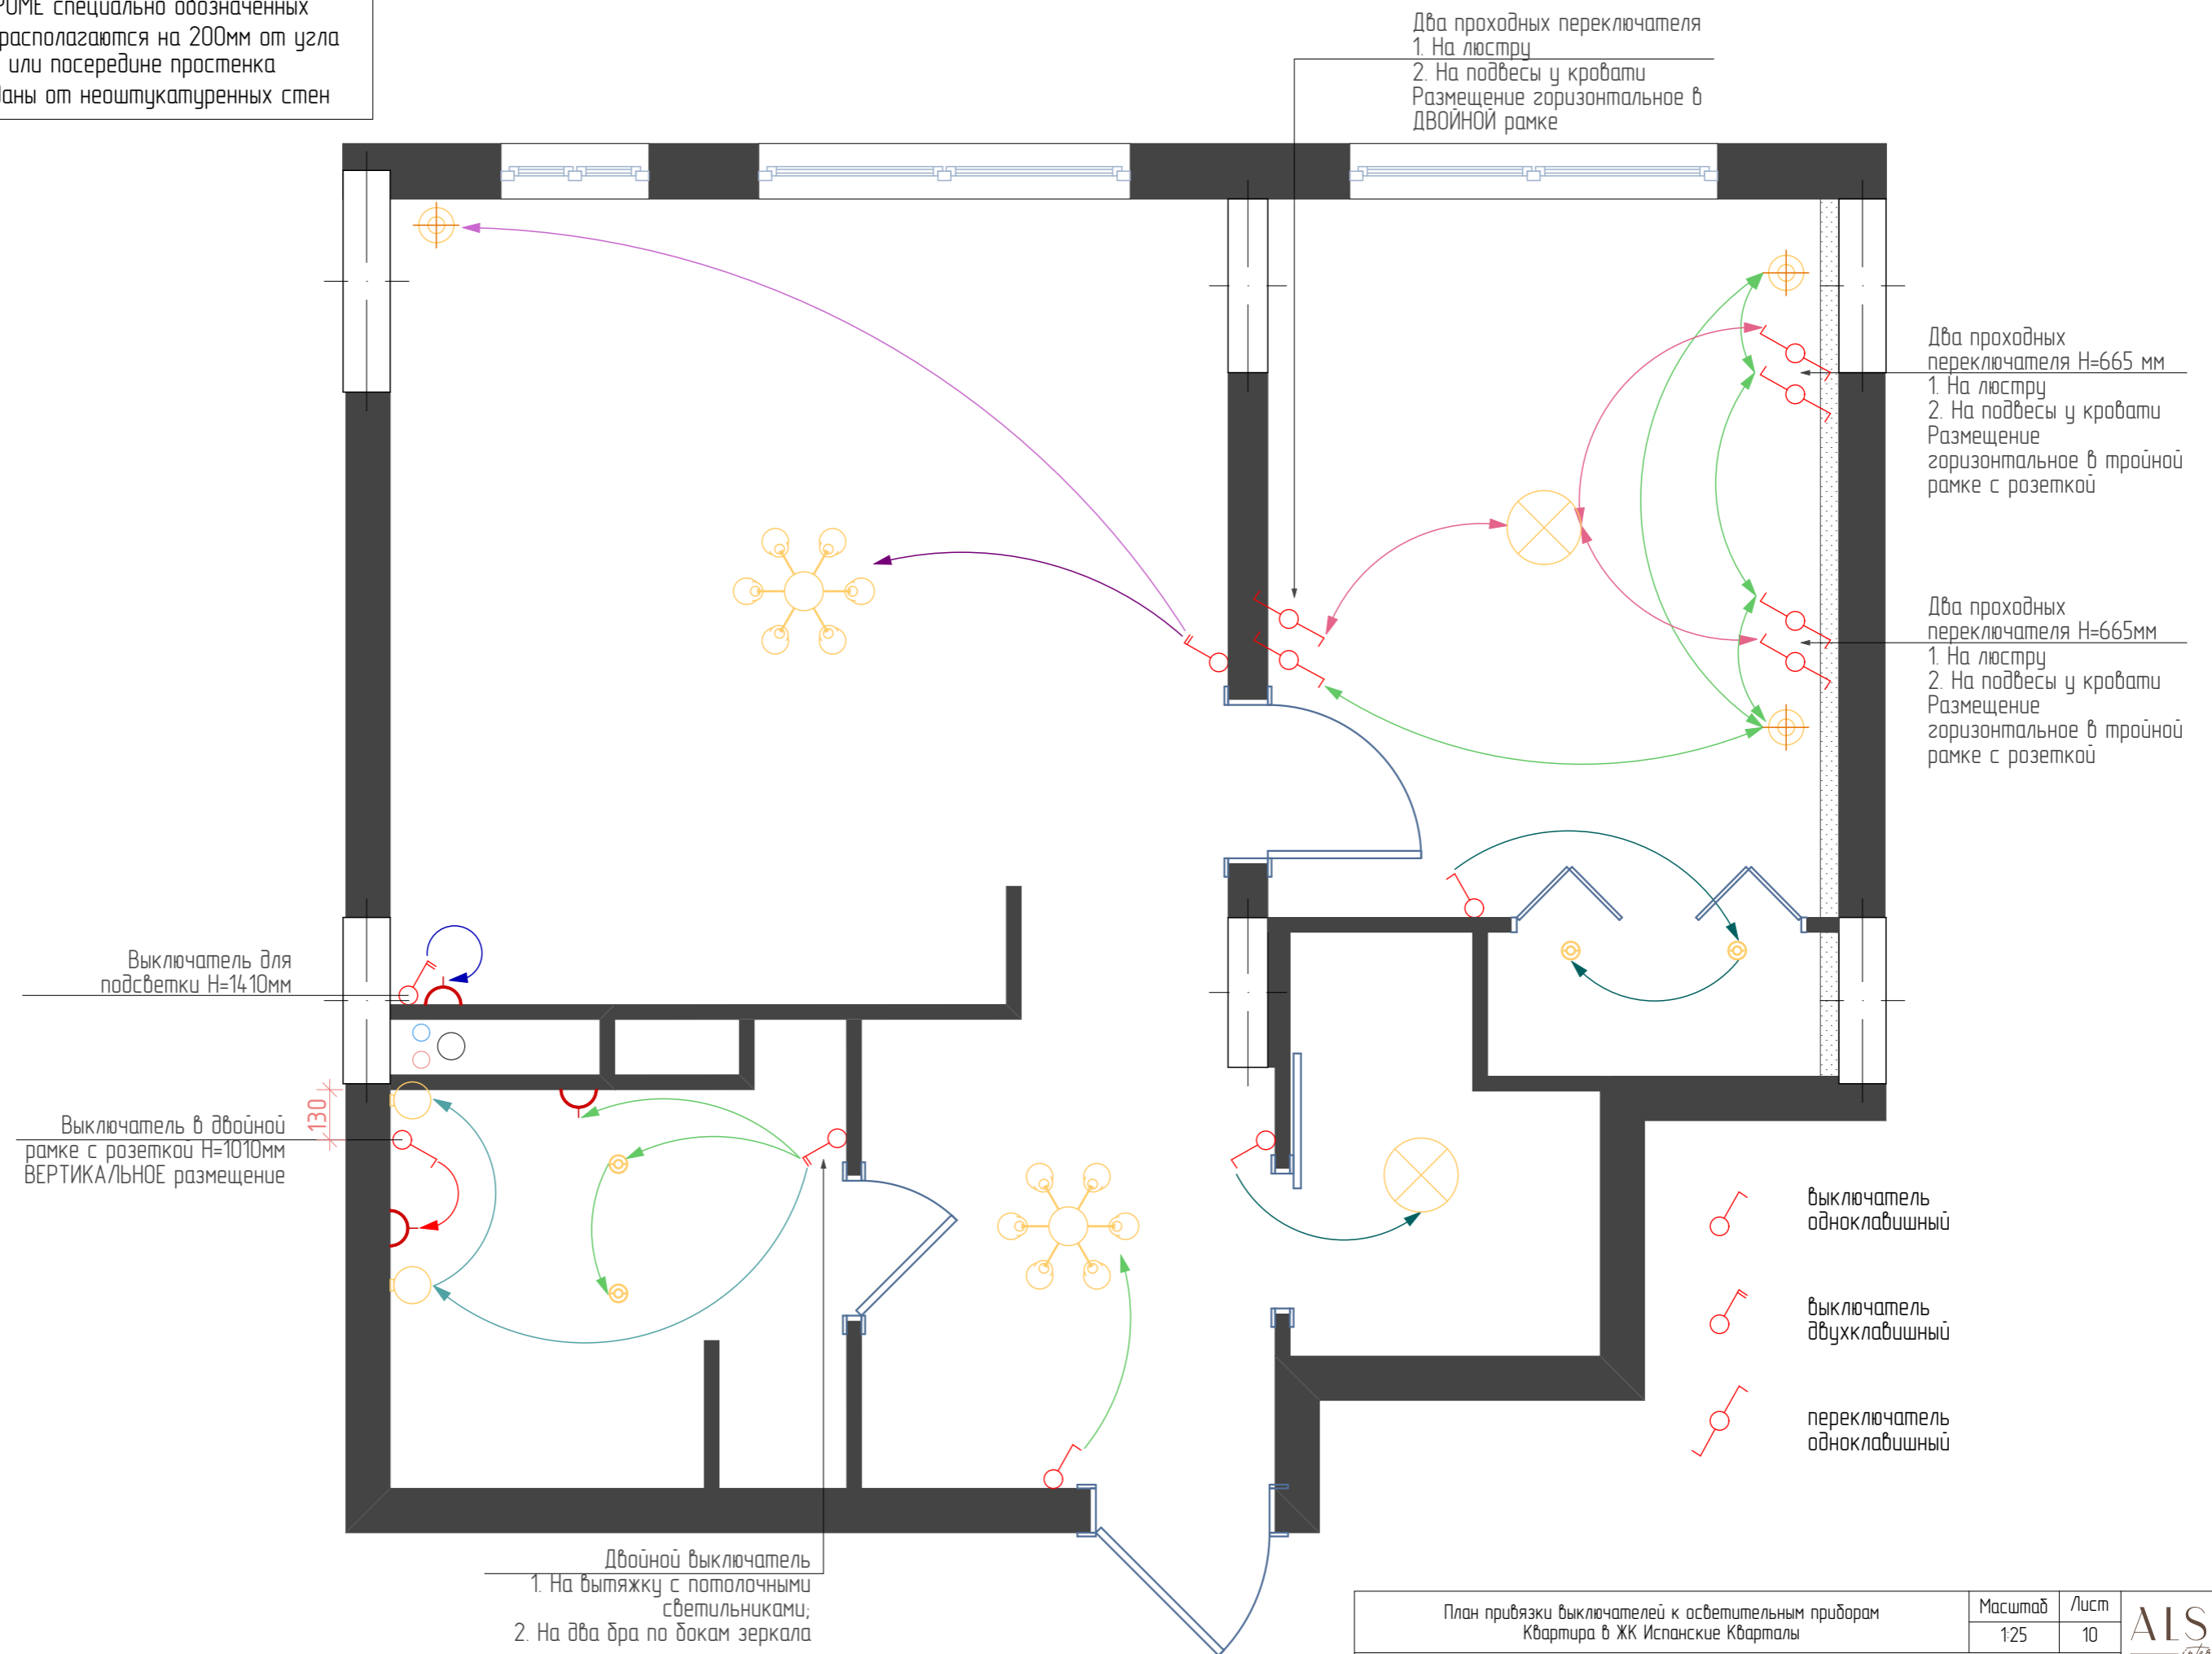 КРОМЕ специально обозначенных
располагаются на 200мм от угла
или посередине простенка
даны от неоштукатуренных стен
Два проходных переключателя
1. На люстру
2. На подвесы у кровати
Размещение горизонтальное в
ДВОЙНОЙ рамке
Два проходных
переключателя H=665 мм
1. На люстру
2. На подвесы у кровати
Размещение
горизонтальное в тройной
рамке с розеткой
Два проходных
переключателя H=665мм
1. На люстру
2. На подвесы у кровати
Размещение
горизонтальное в тройной
рамке с розеткой
Выключатель для
подсветки H=1410мм
130
Выключатель в двойной
рамке с розеткой H=1010мм
ВЕРТИКАЛЬНОЕ размещение
выключатель
одноклавишный
выключатель
двухклавишный
переключатель
одноклавишный
Двойной выключатель
1. На вытяжку с потолочными
светильниками;
2. На два бра по бокам зеркала
План привязки выключателей к осветительным приборам
Квартира в ЖК Испанские Кварталы
Масштаб
1:25
Лист
10
ALS